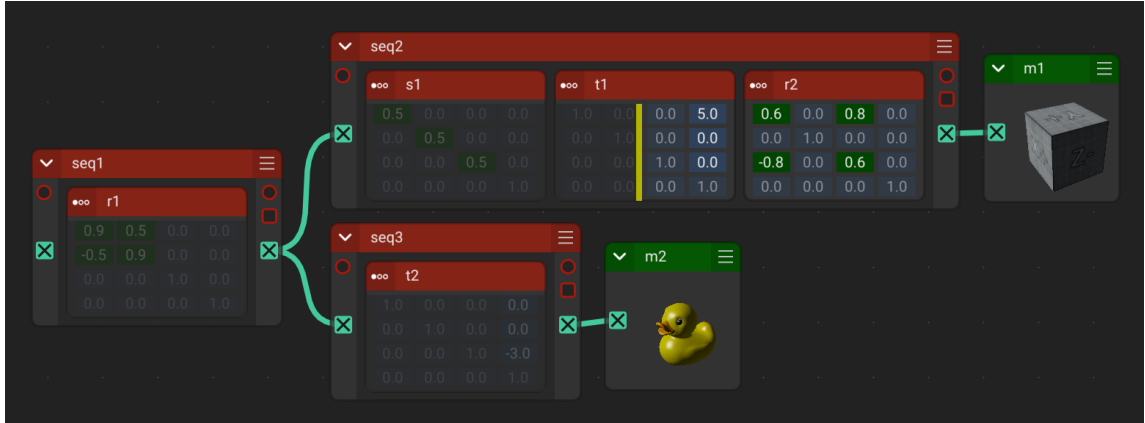 seq1
r1
0.9 0.5 0.0 0.0
-0.5 0.9 0.0 0.0
0.0 0.0 1.0 0.0
0.0 0.0 0.0 1.0
seq2
s1
0.5 0.0 0.0 0.0
0.0 0.5 0.0 0.0
0.0 0.0 0.5 0.0
0.0 0.0 0.0 1.0
t1
1.0 0.0 0.0 5.0
0.0 1.0 0.0 0.0
0.0 0.0 1.0 0.0
0.0 0.0 0.0 1.0
r2
0.6 0.0 0.8 0.0
0.0 1.0 0.0 0.0
-0.8 0.0 0.6 0.0
0.0 0.0 0.0 1.0
m1
seq3
t2
1.0 0.0 0.0 0.0
0.0 1.0 0.0 0.0
0.0 0.0 1.0 -3.0
0.0 0.0 0.0 1.0
m2